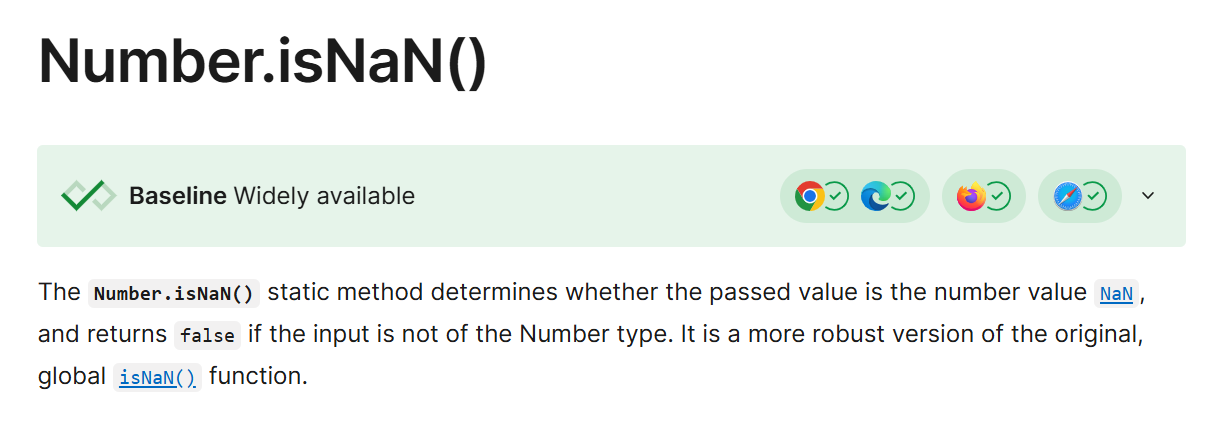 Number.isNaN()
Baseline Widely available
The Number.isNaN() static method determines whether the passed value is the number value NaN,
and returns false if the input is not of the Number type. It is a more robust version of the original,
global isNaN() function.